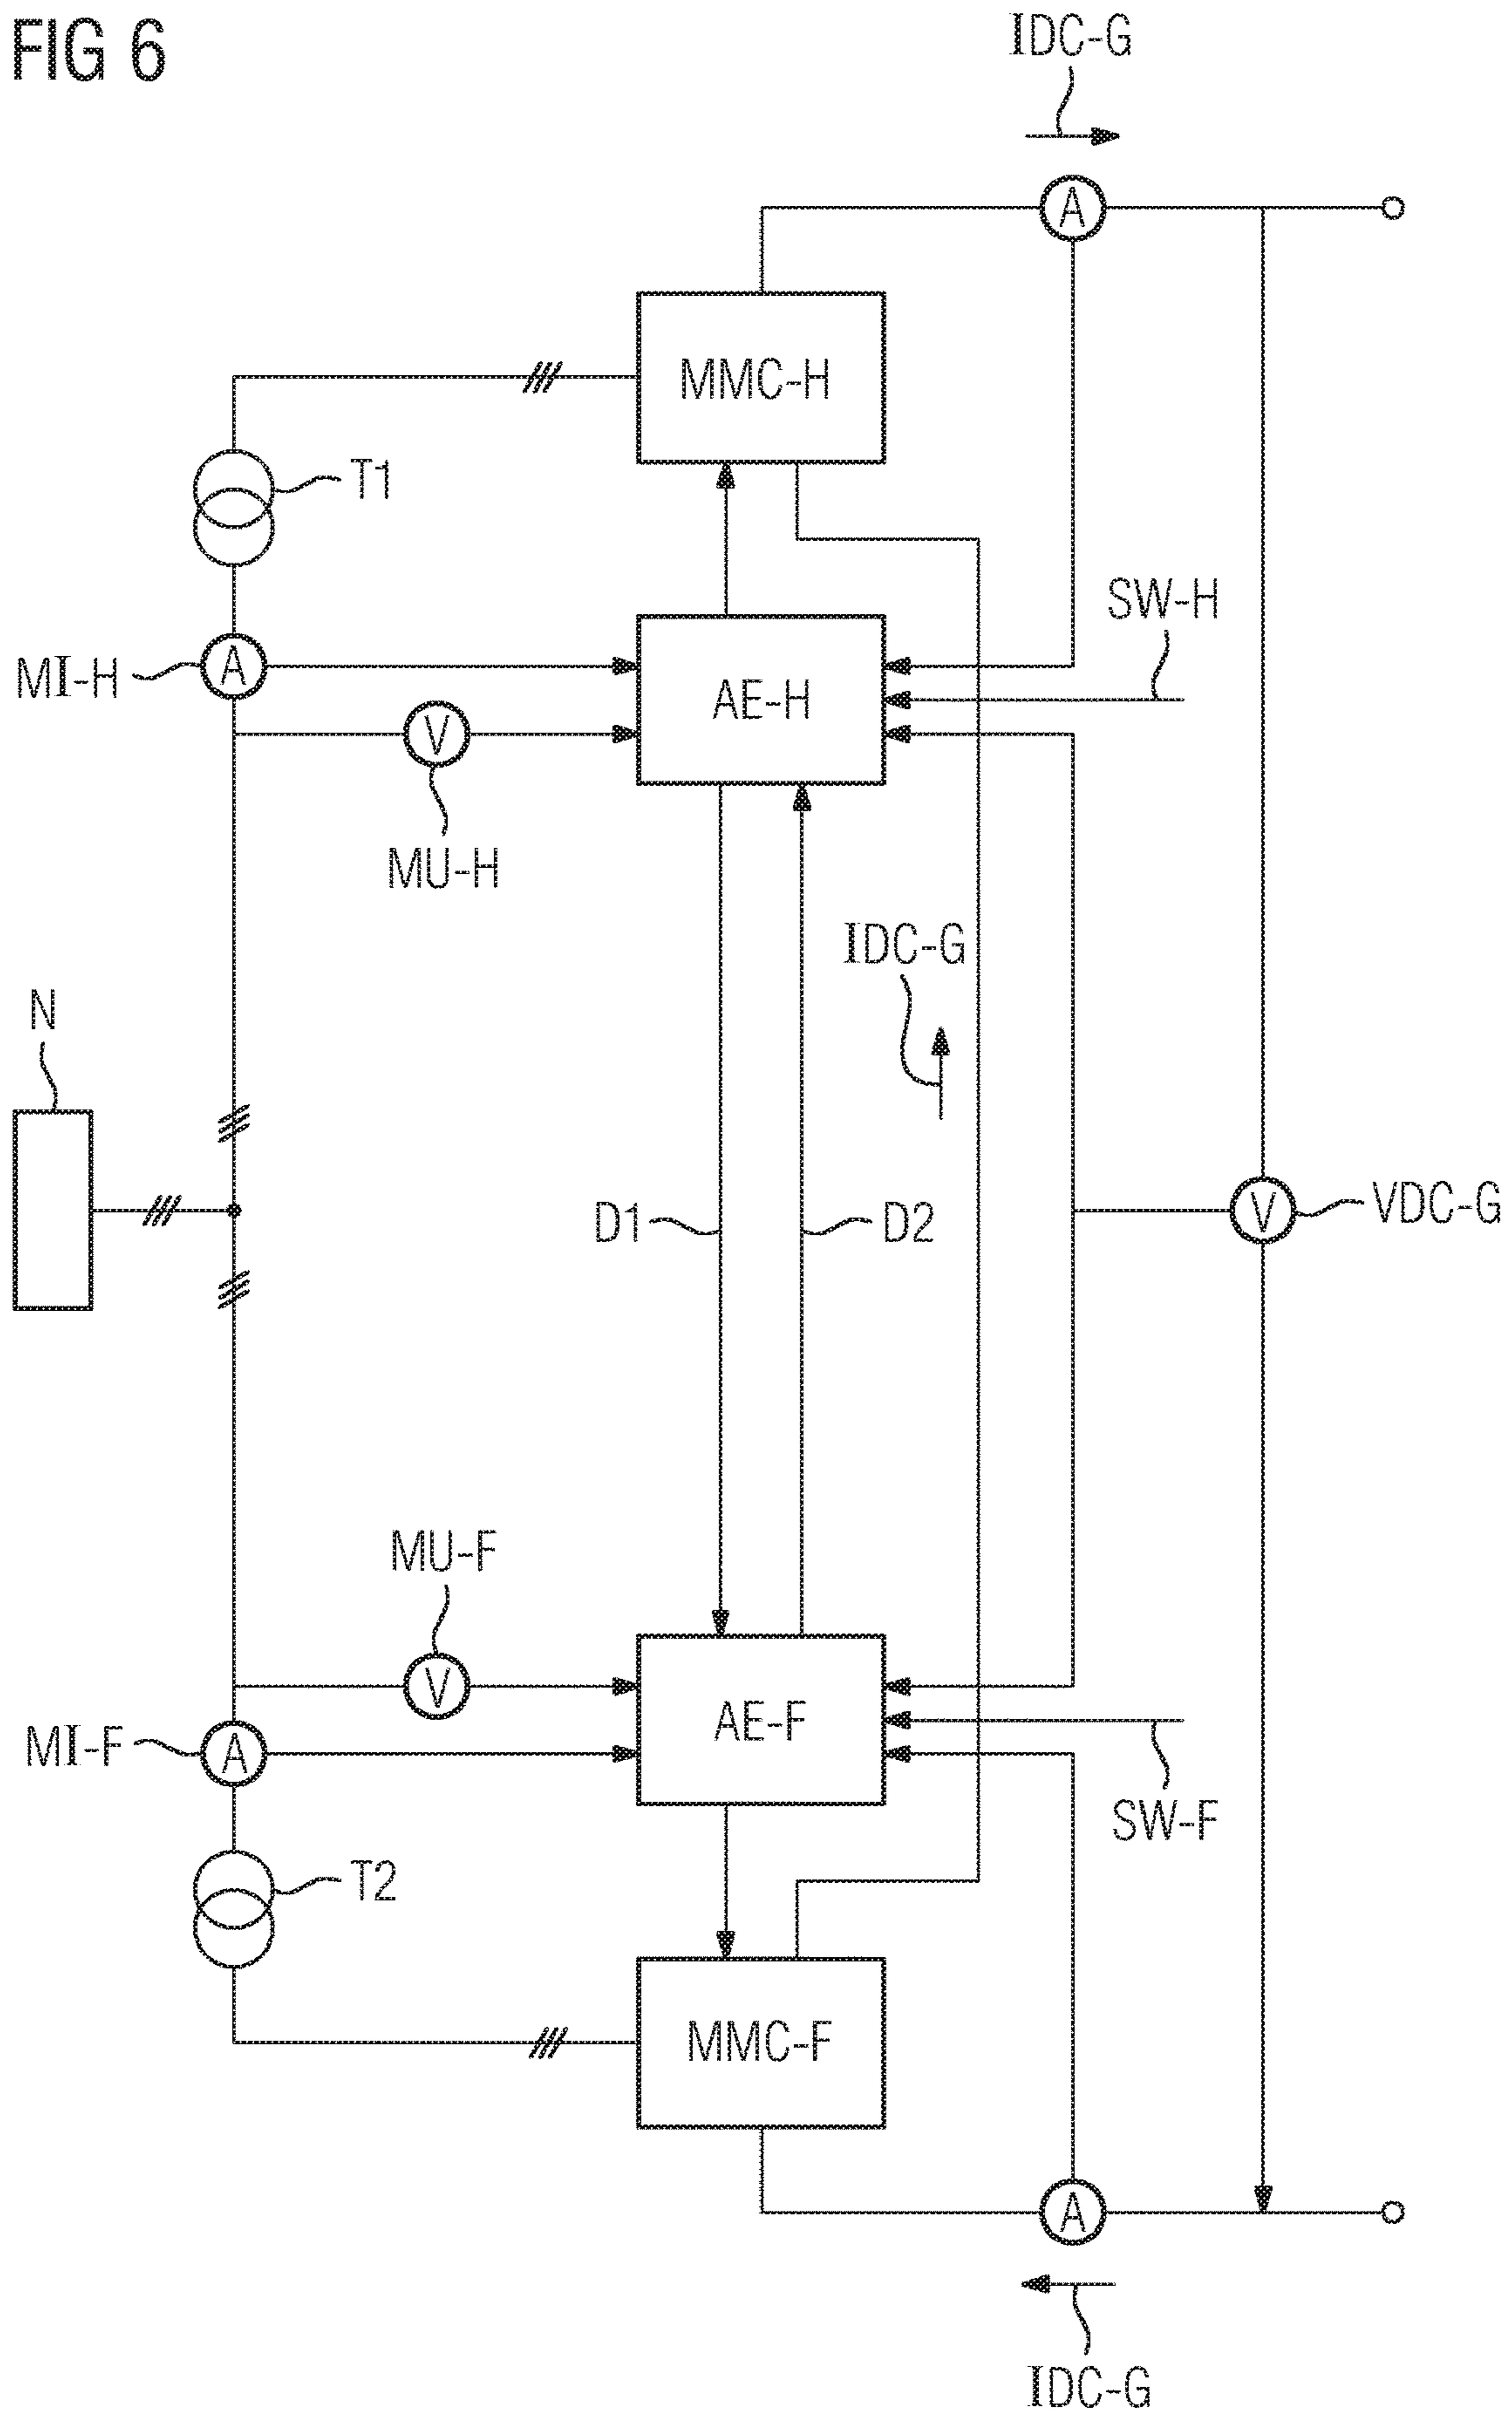 FIG 6
IDC-G
A
MMC-H
T1
SW-H
MI-H
A
AE-H
V
MU-H
IDC-G
N
D1
D2
V
VDC-G
MU-F
V
AE-F
MI-F
A
SW-F
T2
MMC-F
A
IDC-G